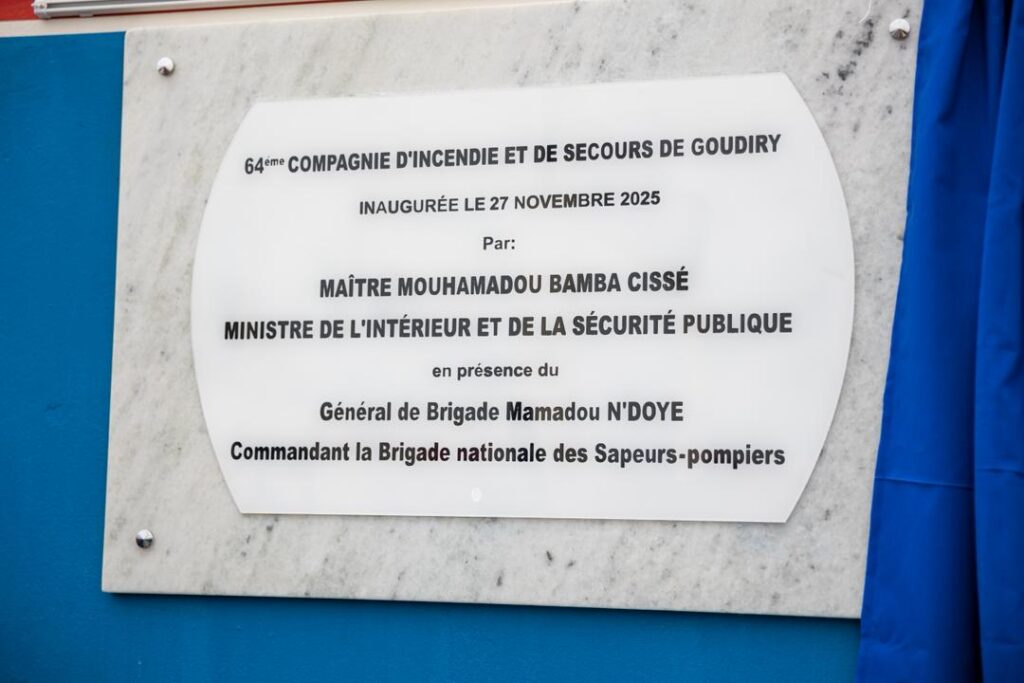 64ème COMPAGNIE D'INCENDIE ET DE SECOURS DE GOUDIRY
INAUGURÉE LE 27 NOVEMBRE 2025
Par:
MAÎTRE MOUHAMADOU BAMBA CISSÉ
MINISTRE DE L'INTÉRIEUR ET DE LA SÉCURITÉ PUBLIQUE
en présence du
Général de Brigade Mamadou N'DOYE
Commandant la Brigade nationale des Sapeurs-pompiers